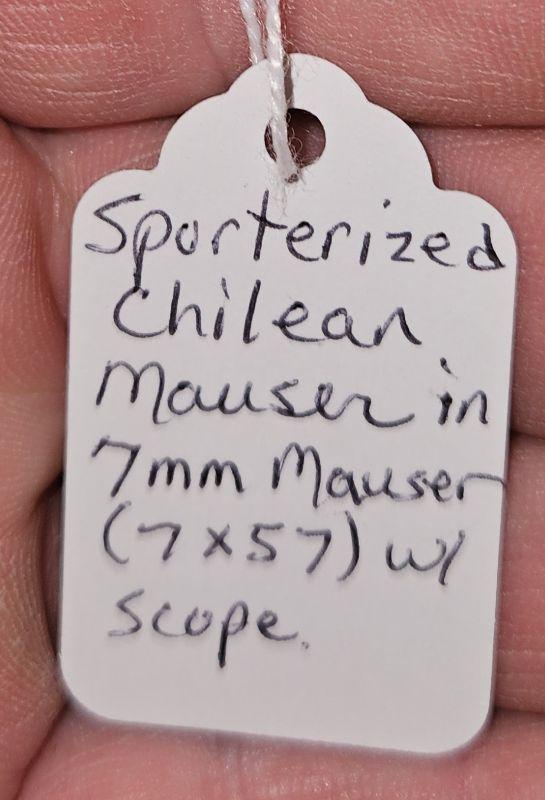 Sporterized
Chilean
Mauser in
7mm Mauser
(7x57) w/
scope.